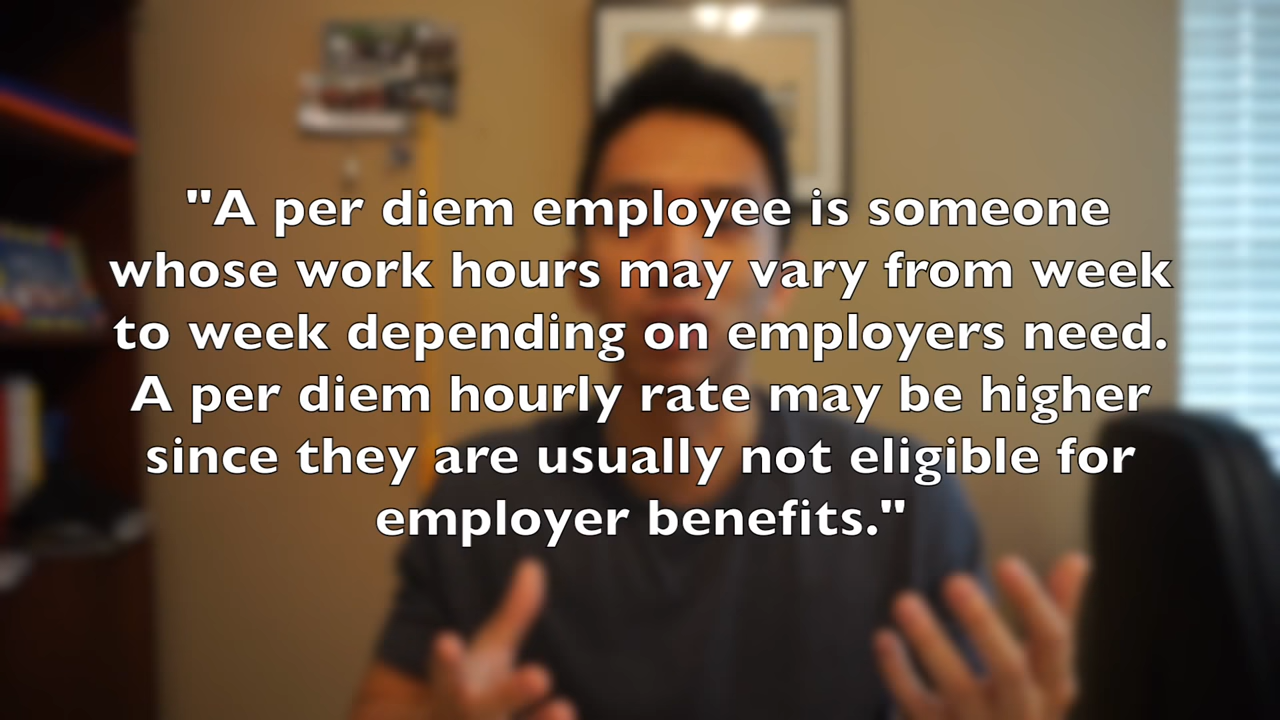 "A per diem employee is someone
whose work hours may vary from week
to week depending on employers need.
A per diem hourly rate may be higher
since they are usually not eligible for
employer benefits."